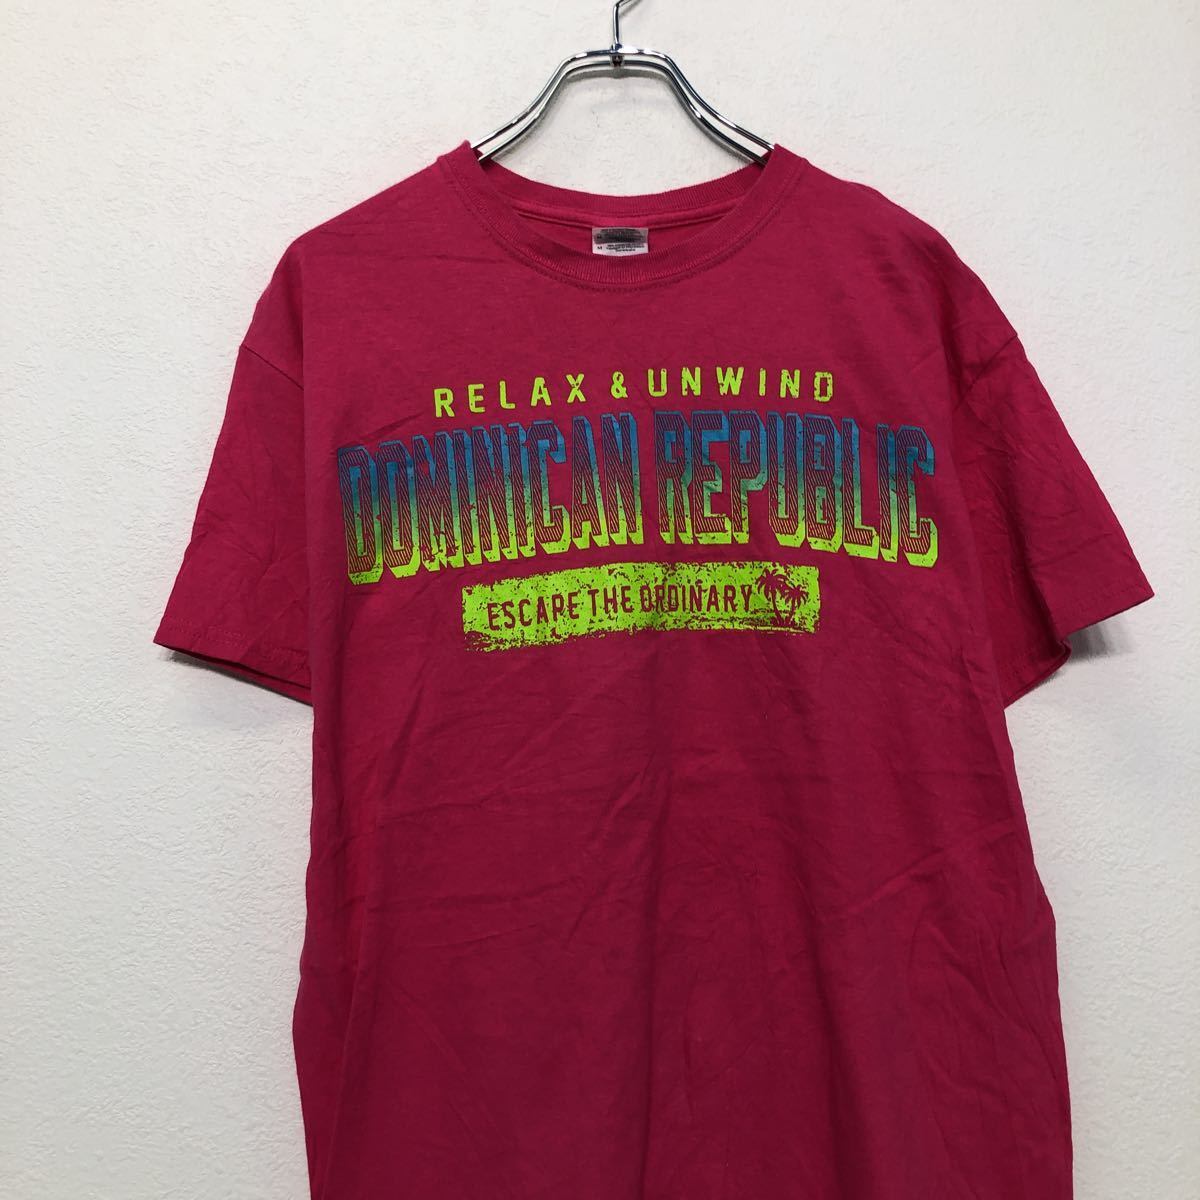 RELAX & UNWIND
DOMINICAN REPUBLIC
ESCAPE THE ORDINARY
M